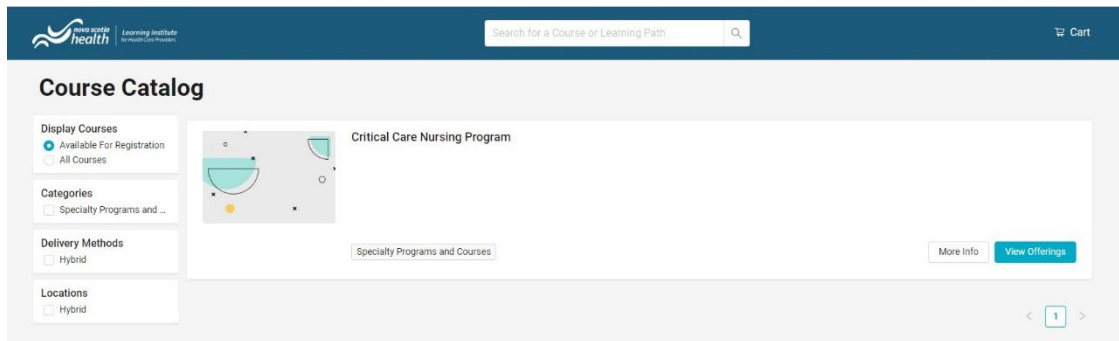 nova scotia
health
Learning Institute
for Health Care Providers
Search for a Course or Learning Path
Cart
Course Catalog
Display Courses
Available For Registration
All Courses
Categories
Specialty Programs and ...
Delivery Methods
Hybrid
Locations
Hybrid
Critical Care Nursing Program
Specialty Programs and Courses
More Info
View Offerings
< 1 >